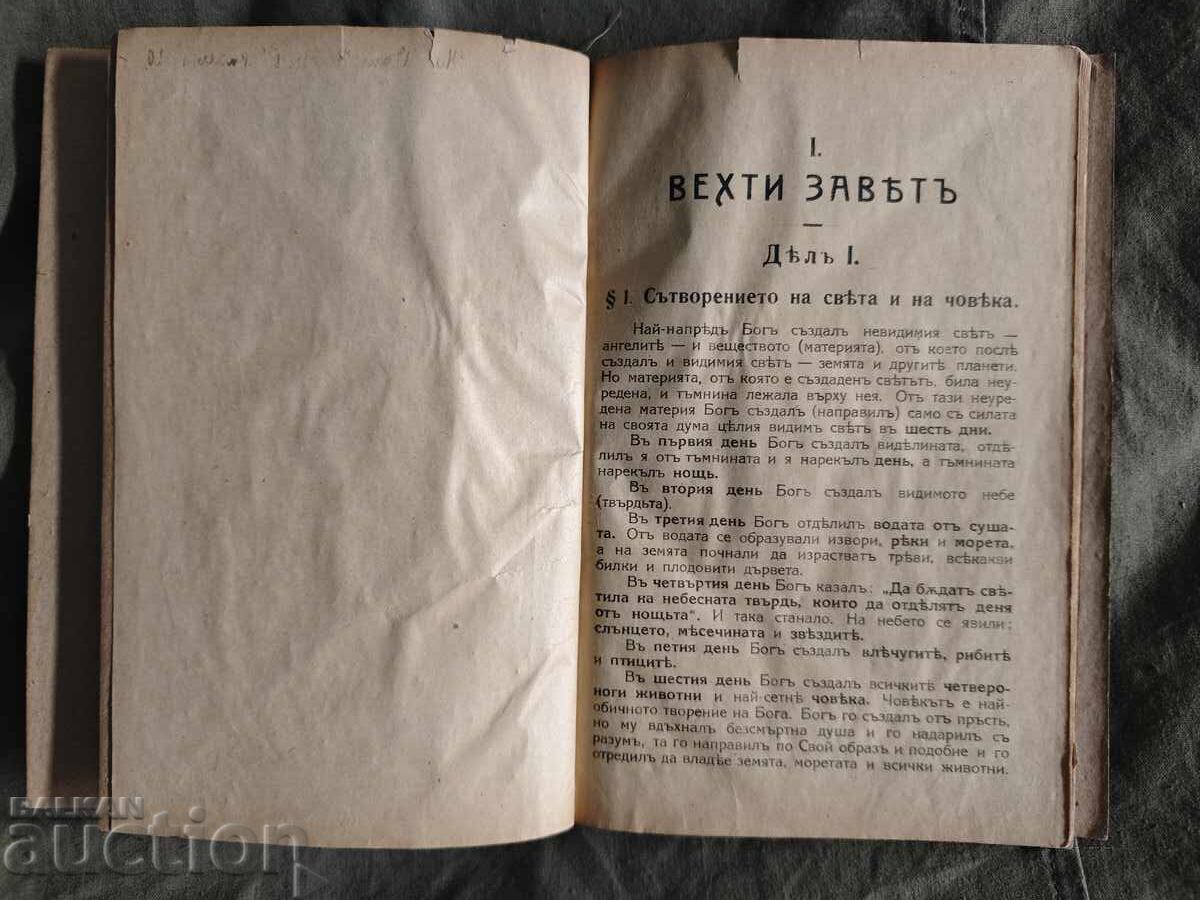 I.
ВЕХТИ ЗАВѢТЪ
Дѣлъ I.
§ I. Сътворението на свѣта и на човѣка.
Най-напредъ Богъ създалъ невидимия свѣтъ —
ангелитѣ — и веществото (материята), отъ което послѣ
създалъ и видимия свѣтъ — земята и другитѣ планети.
Но материята, отъ която е създаденъ свѣтътъ, била неу-
редена, и тъмнина лежала върху нея. Отъ тази неуре-
дена материя Богъ създалъ (направилъ) само съ силата
на своята дума цѣлия видимъ свѣтъ въ шесть дни.
Въ първия день Богъ създалъ видѣлината, отдѣ-
лилъ я отъ тъмнината и я нарекълъ день, а тъмнината
нарекълъ нощь.
Въ втория день Богъ създалъ видимото небе
(твърдьта).
Въ третия день Богъ отдѣлилъ водата отъ суша-
та. Отъ водата се образували извори, рѣки и морета,
а на земята почнали да израстватъ трѣви, всѣкакви
билки и плодовити дървета.
Въ четвъртия день Богъ казалъ: „Да бѫдатъ свѣ-
тила на небесната твърдь, които да отдѣлятъ деня
отъ нощьта“. И така станало. На небето се явили:
слънцето, мѣсечината и звѣздитѣ.
Въ петия день Богъ създалъ влѣчугитѣ, рибитѣ
и птицитѣ.
Въ шестия день Богъ създалъ всичкитѣ четверо-
ноги животни и най-сетнѣ човѣка. Човѣкътъ е най-
обичното творение на Бога. Богъ го създалъ отъ пръсть,
но му вдъхналъ безсмъртна душа и го надарилъ съ
разумъ, та го направилъ по Свой образъ и подобие и го
отредилъ да владѣе земята, моретата и всички животни.
BALKAN
auction